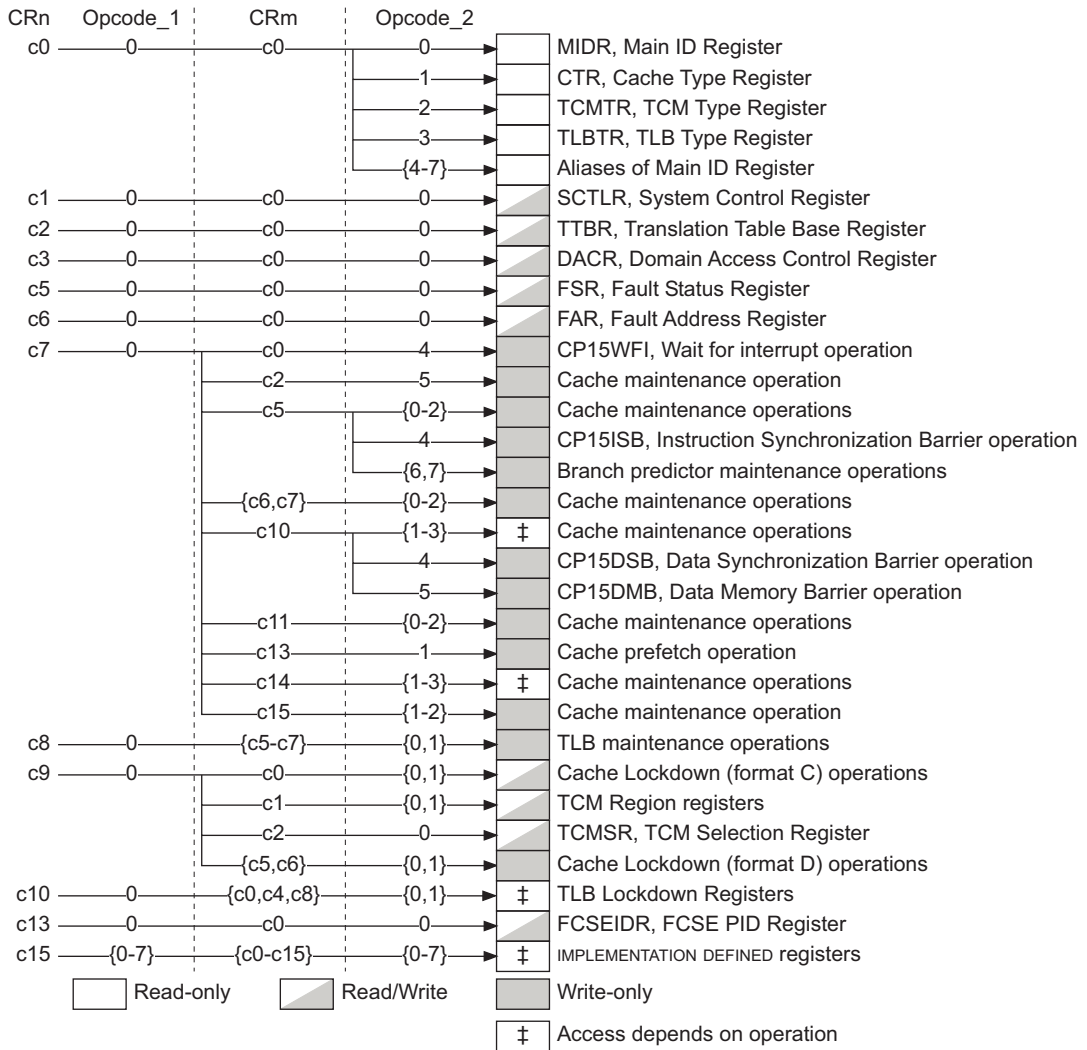 CRn Opcode_1 CRm Opcode_2
c0 0 c0 0 MIDR, Main ID Register
1 CTR, Cache Type Register
2 TCMTR, TCM Type Register
3 TLBTR, TLB Type Register
{4-7} Aliases of Main ID Register
c1 0 c0 0 SCTLR, System Control Register
c2 0 c0 0 TTBR, Translation Table Base Register
c3 0 c0 0 DACR, Domain Access Control Register
c5 0 c0 0 FSR, Fault Status Register
c6 0 c0 0 FAR, Fault Address Register
c7 0 c0 4 CP15WFI, Wait for interrupt operation
c2 5 Cache maintenance operation
c5 {0-2} Cache maintenance operations
4 CP15ISB, Instruction Synchronization Barrier operation
{6,7} Branch predictor maintenance operations
{c6,c7} {0-2} Cache maintenance operations
c10 {1-3} ‡ Cache maintenance operations
4 CP15DSB, Data Synchronization Barrier operation
5 CP15DMB, Data Memory Barrier operation
c11 {0-2} Cache maintenance operations
c13 1 Cache prefetch operation
c14 {1-3} ‡ Cache maintenance operations
c15 {1-2} Cache maintenance operation
c8 0 {c5-c7} {0,1} TLB maintenance operations
c9 0 c0 {0,1} Cache Lockdown (format C) operations
c1 {0,1} TCM Region registers
c2 0 TCMSR, TCM Selection Register
{c5,c6} {0,1} Cache Lockdown (format D) operations
c10 0 {c0,c4,c8} {0,1} ‡ TLB Lockdown Registers
c13 0 c0 0 FCSEIDR, FCSE PID Register
c15 {0-7} {c0-c15} {0-7} ‡ IMPLEMENTATION DEFINED registers
Read-only Read/Write Write-only
‡ Access depends on operation